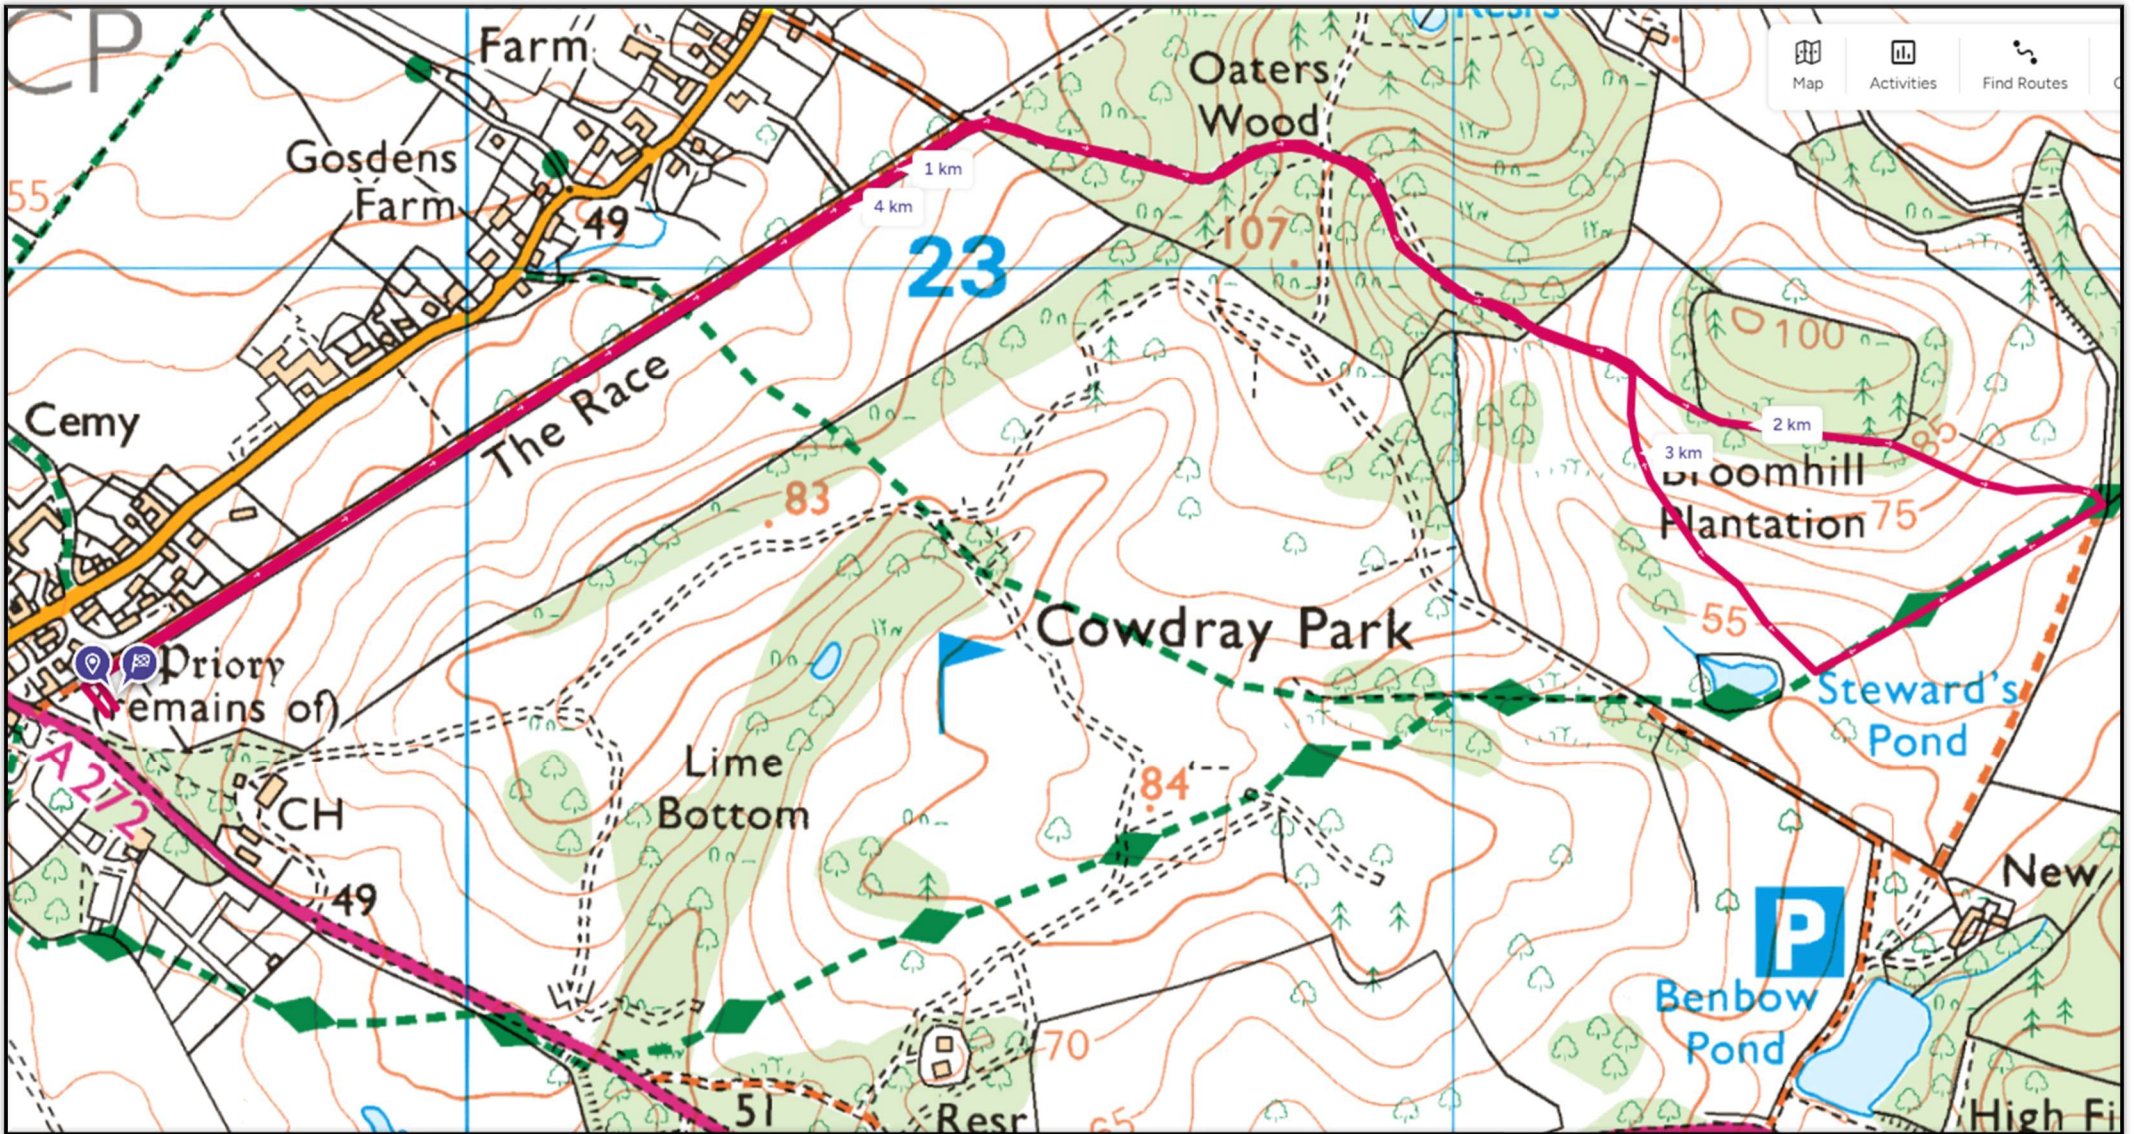 CP
Farm
Oaters
Wood
Map
Activities
Find Routes
Gosdens
Farm
55
49
1 km
4 km
23
107
100
The Race
Cemy
2 km
85
3 km
Broomhill
Plantation
75
83
55
Cowdray Park
Priory
(remains of)
Steward's
Pond
A 272
CH
Lime
Bottom
84
49
New
P
Benbow
Pond
70
51
Resr
65
High Fi